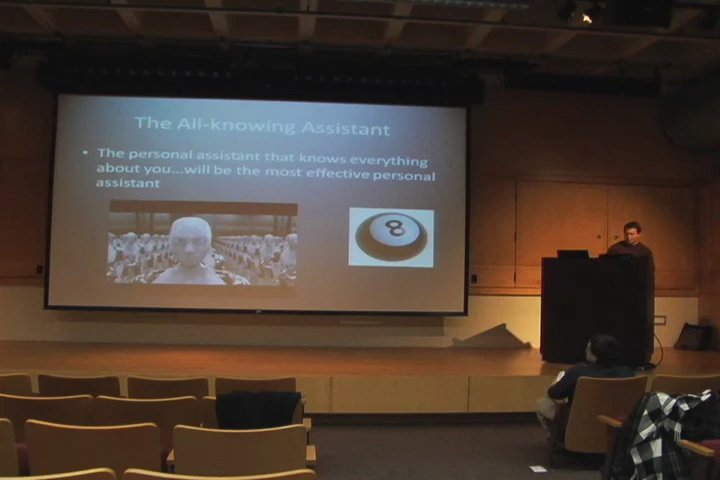 The All-knowing Assistant
• The personal assistant that knows everything
about you...will be the most effective personal
assistant
8